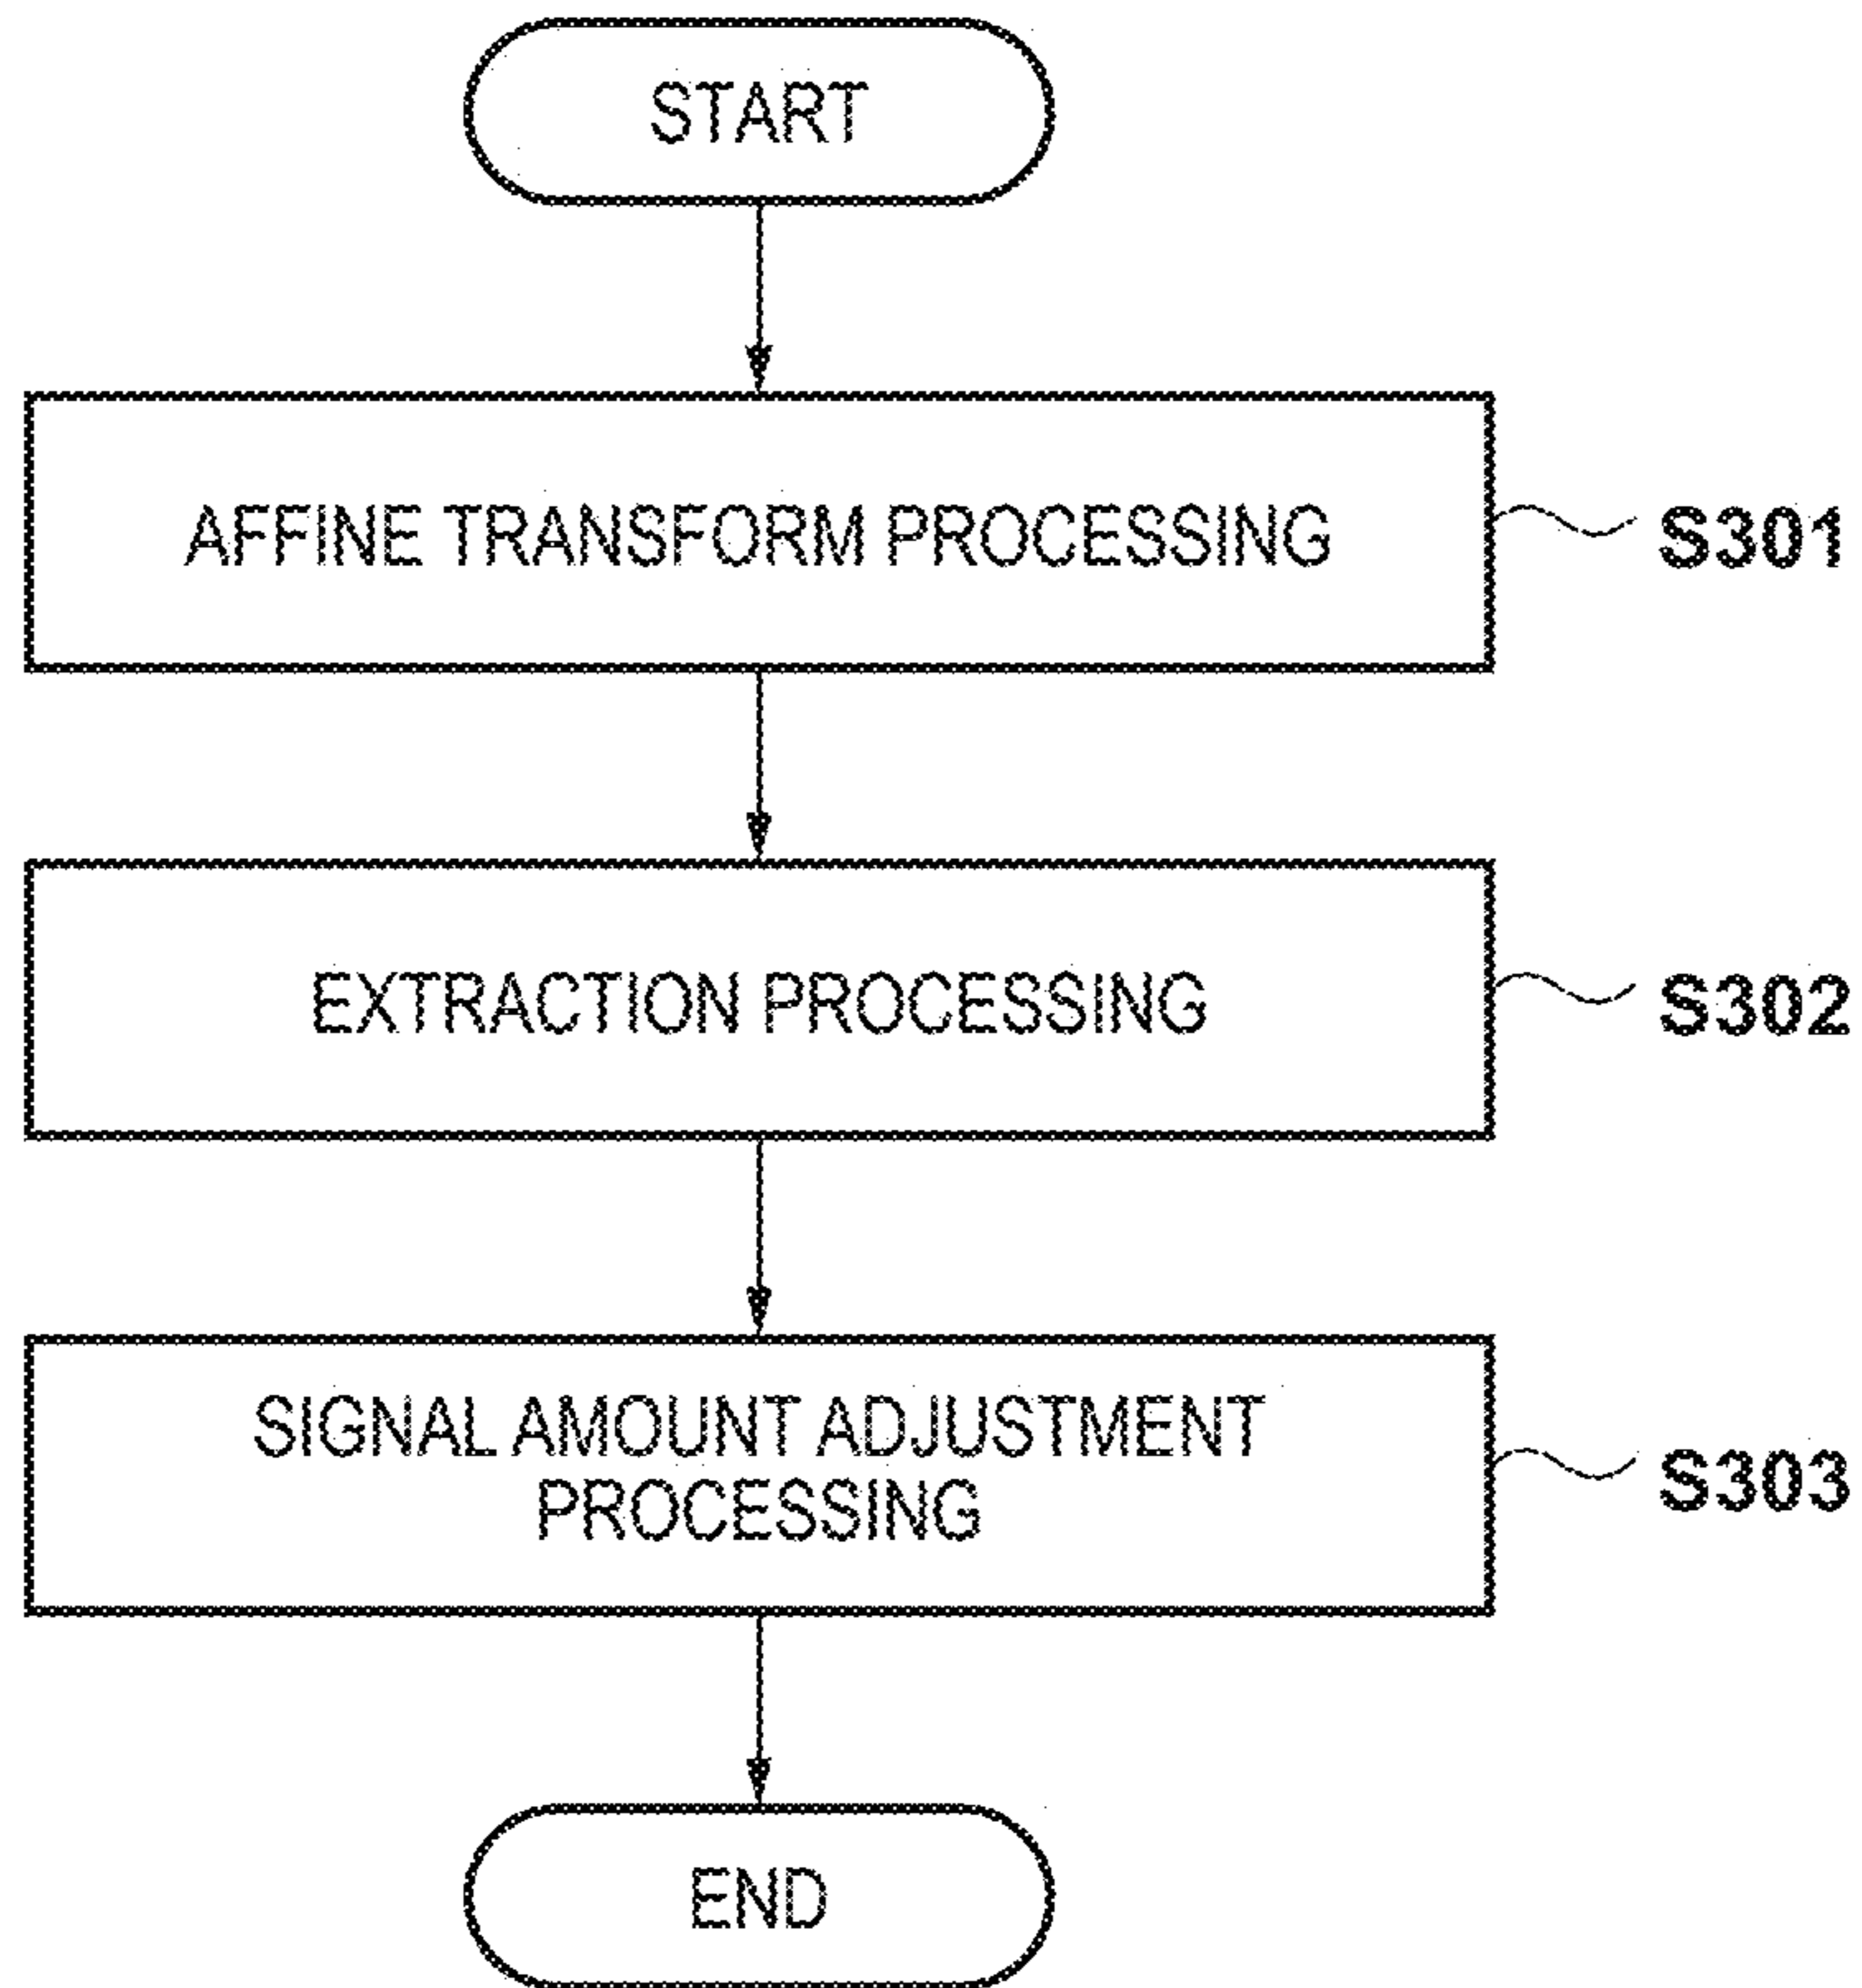 START
AFFINE TRANSFORM PROCESSING
S301
EXTRACTION PROCESSING
S302
SIGNAL AMOUNT ADJUSTMENT
PROCESSING
S303
END